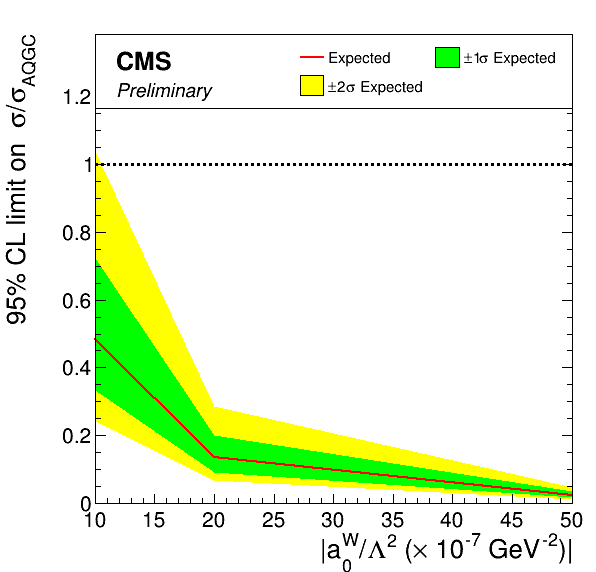 CMS
Preliminary
Expected
±1σ Expected
±2σ Expected
95% CL limit on σ/σ_AQGC
1.2
1
0.8
0.6
0.4
0.2
0
10 15 20 25 30 35 40 45 50
|a₀ᵂ/Λ² (× 10⁻⁷ GeV⁻²)|